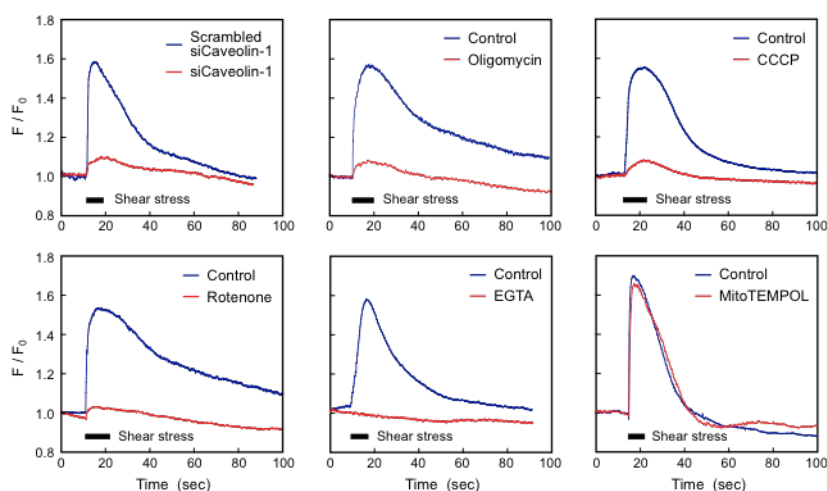 1.8
1.6
1.4
1.2
1.0
0.8
F / F0
Scrambled
siCaveolin-1
siCaveolin-1
Shear stress
0 20 40 60 80 100
Control
Oligomycin
Shear stress
0 20 40 60 80 100
Time (sec)
Control
CCCP
Shear stress
0 20 40 60 80 100
1.8
1.6
1.4
1.2
1.0
0.8
F / F0
Control
Rotenone
Shear stress
0 20 40 60 80 100
Time (sec)
Control
EGTA
Shear stress
0 20 40 60 80 100
Time (sec)
Control
MitoTEMPOL
Shear stress
0 20 40 60 80 100
Time (sec)